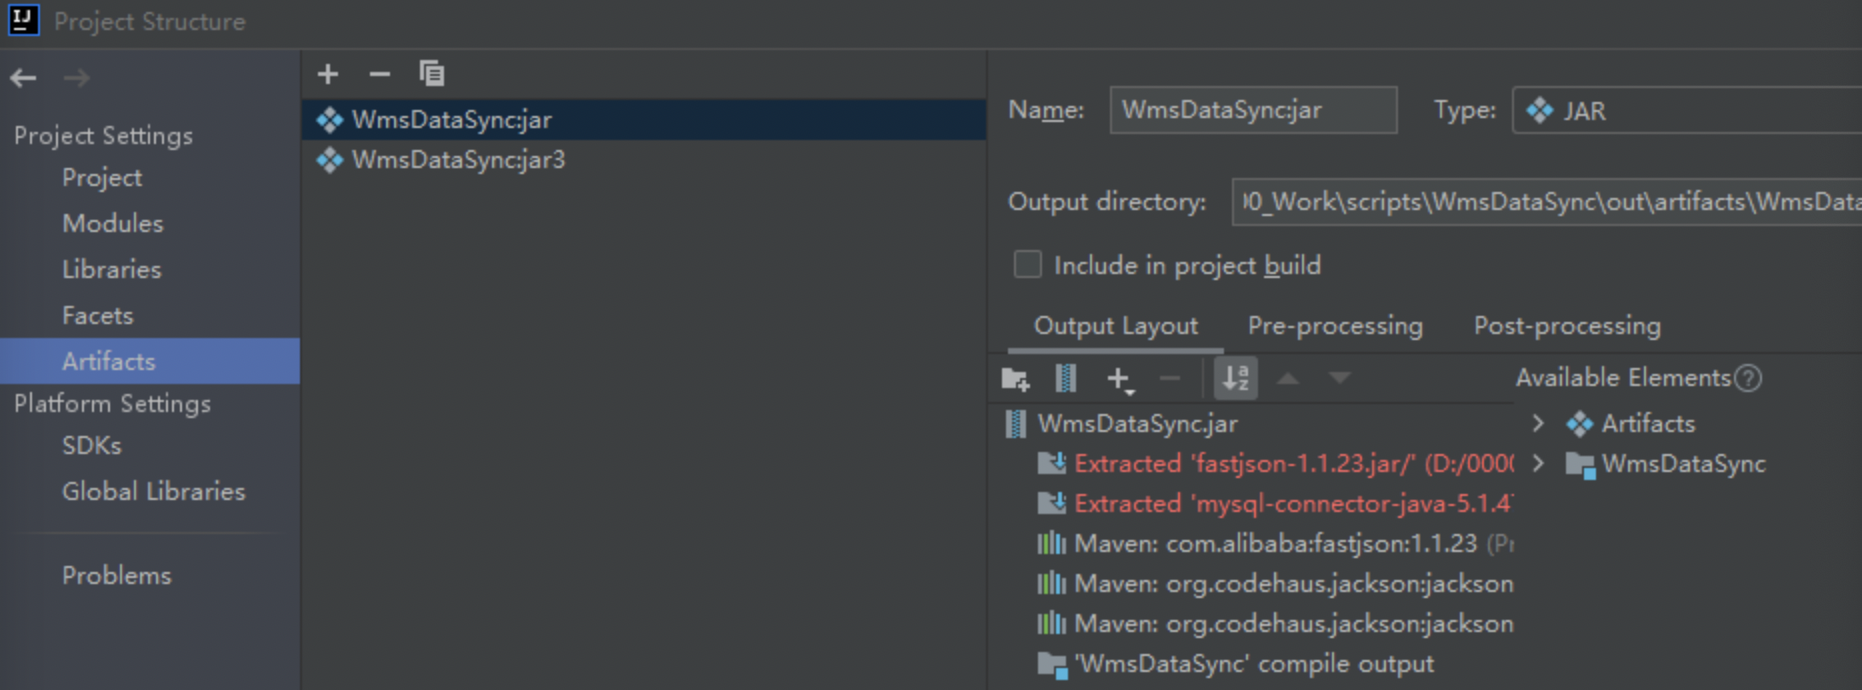 IJ Project Structure
Project Settings
Project
Modules
Libraries
Facets
Artifacts
Platform Settings
SDKs
Global Libraries
Problems
WmsDataSync:jar
WmsDataSync:jar3
Name: WmsDataSync:jar Type: JAR
Output directory: 0_Work\scripts\WmsDataSync\out\artifacts\WmsData
Include in project build
Output Layout Pre-processing Post-processing
Available Elements
WmsDataSync.jar
Extracted 'fastjson-1.1.23.jar/' (D:/000
Extracted 'mysql-connector-java-5.1.4
Maven: com.alibaba:fastjson:1.1.23 (Pr
Maven: org.codehaus.jackson:jackson
Maven: org.codehaus.jackson:jackson
'WmsDataSync' compile output
Artifacts
WmsDataSync